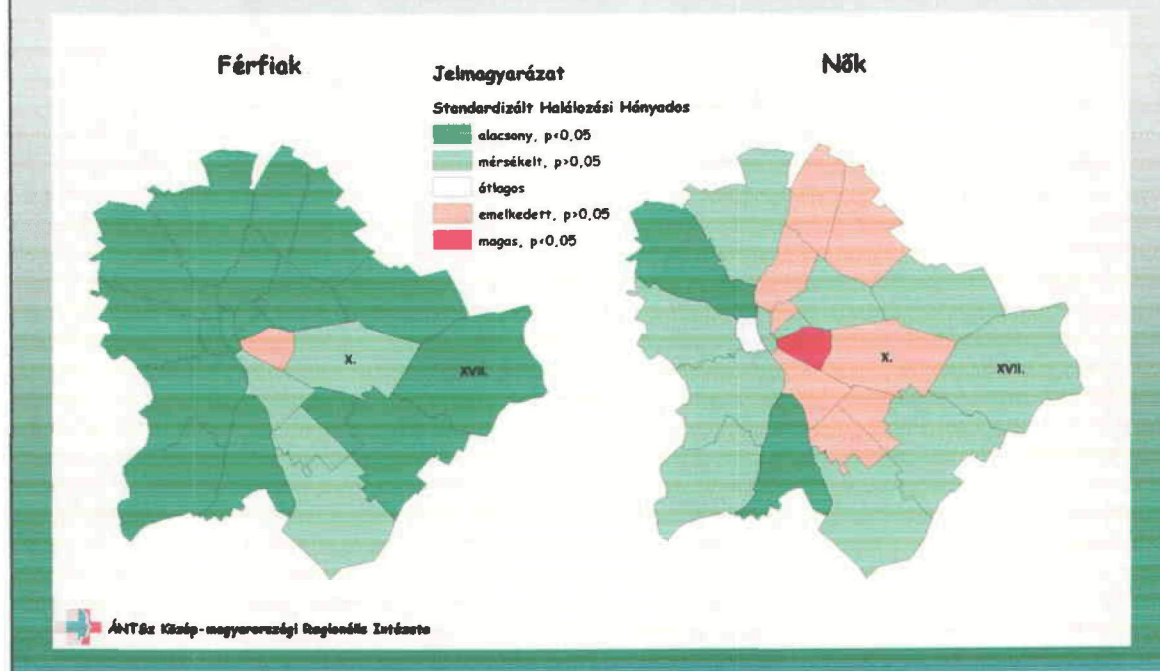 Férfiak
Nők
Jelmagyarázat
Standardizált Halálozási Hányados
alacsony, p<0,05
mérsékelt, p>0,05
átlagos
emelkedett, p>0,05
magas, p<0,05
X.
XVII.
X.
XVII.
ÁNTSz Közép-magyarországi Regionális Intézete